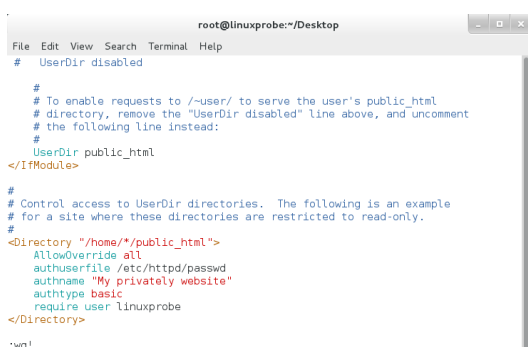 root@linuxprobe:~/Desktop
File Edit View Search Terminal Help
# UserDir disabled
#
# To enable requests to /~user/ to serve the user's public_html
# directory, remove the "UserDir disabled" line above, and uncomment
# the following line instead:
#
UserDir public_html
</IfModule>
#
# Control access to UserDir directories. The following is an example
# for a site where these directories are restricted to read-only.
#
<Directory "/home/*/public_html">
AllowOverride all
authuserfile /etc/httpd/passwd
authname "My privately website"
authtype basic
require user linuxprobe
</Directory>
:wq!